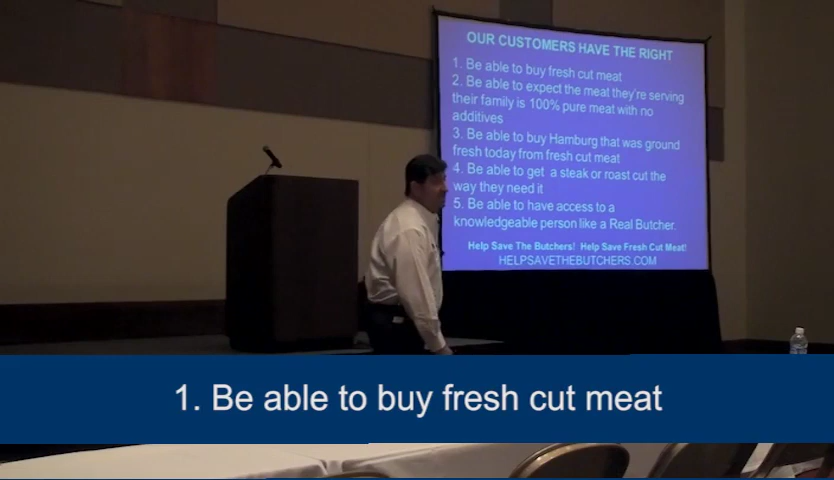 OUR CUSTOMERS HAVE THE RIGHT
1. Be able to buy fresh cut meat
2. Be able to expect the meat they're serving
their family is 100% pure meat with no
additives
3. Be able to buy Hamburg that was ground
fresh today from fresh cut meat
4. Be able to get a steak or roast cut the
way they need it
5. Be able to have access to a
knowledgeable person like a Real Butcher.
Help Save The Butchers! Help Save Fresh Cut Meat!
HELPSAVETHEBUTCHERS.COM
1. Be able to buy fresh cut meat